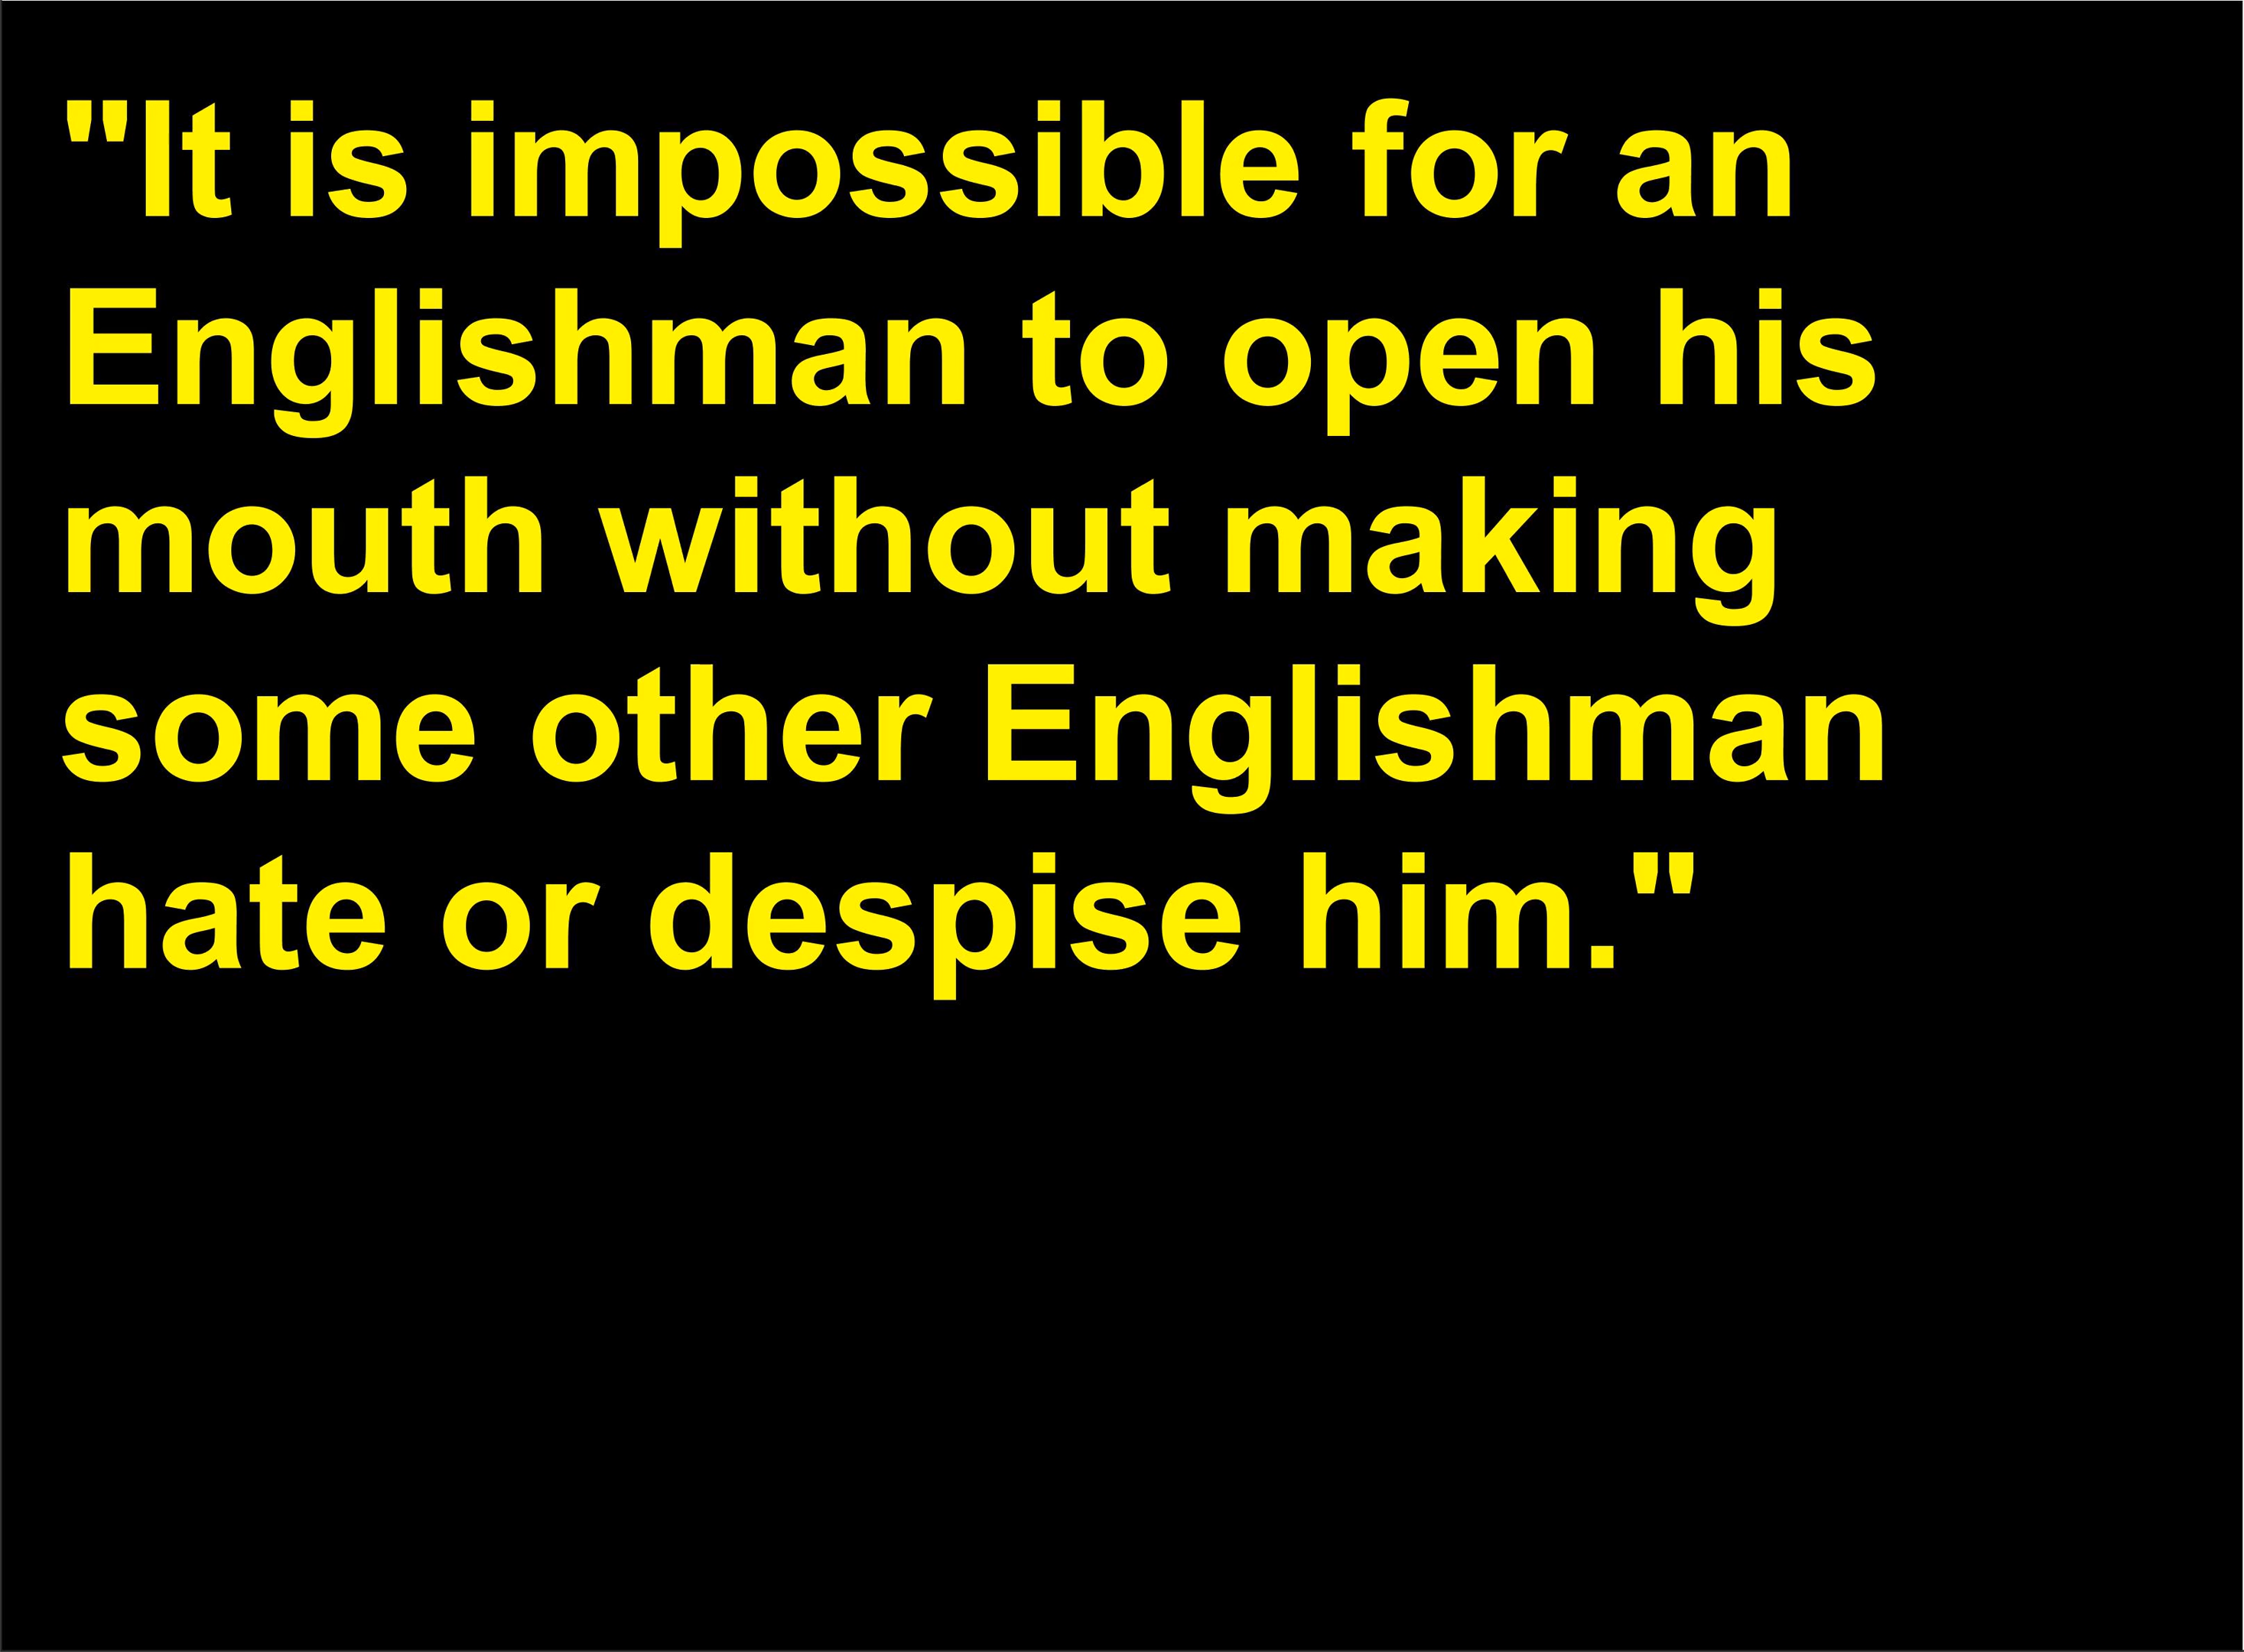 "It is impossible for an
Englishman to open his
mouth without making
some other Englishman
hate or despise him."